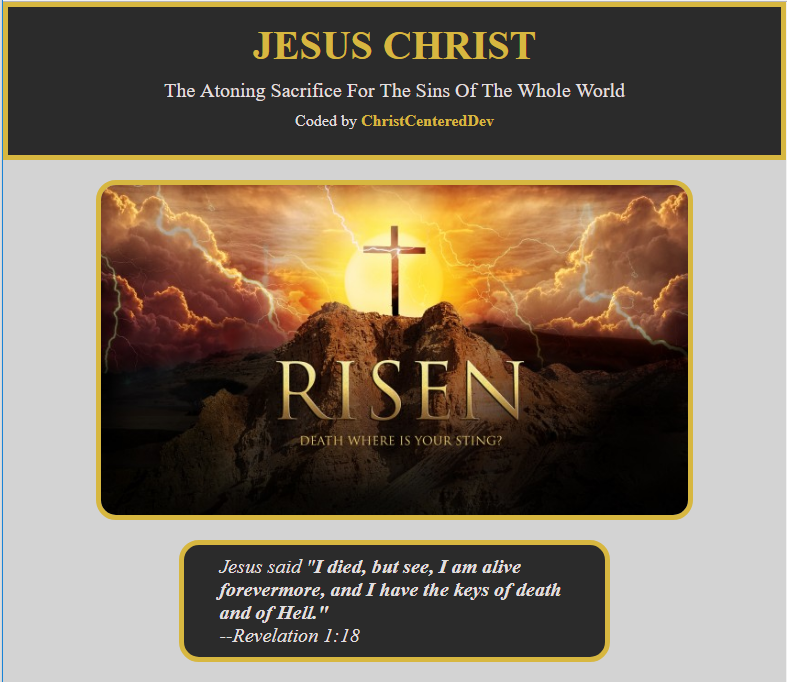 JESUS CHRIST
The Atoning Sacrifice For The Sins Of The Whole World
Coded by ChristCenteredDev
RISEN
DEATH WHERE IS YOUR STING?
Jesus said "I died, but see, I am alive
forevermore, and I have the keys of death
and of Hell."
--Revelation 1:18